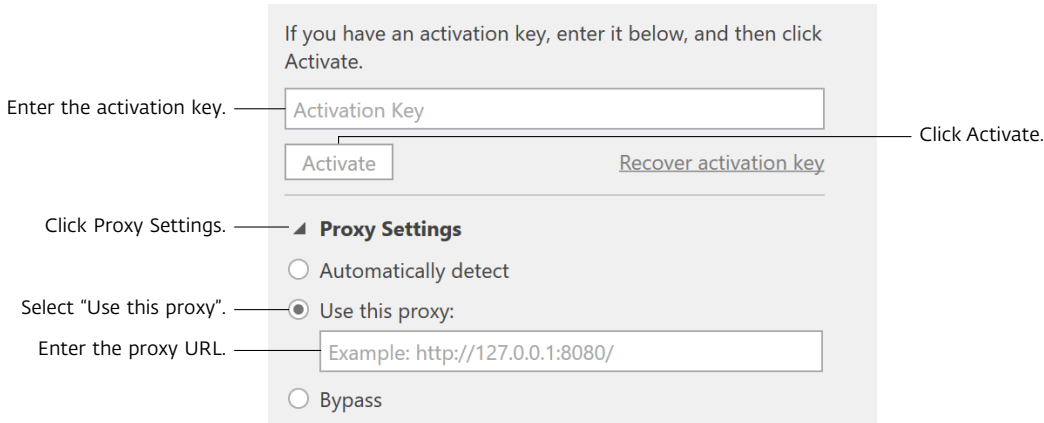 If you have an activation key, enter it below, and then click
Activate.
Enter the activation key.
Activation Key
Click Activate.
Activate
Recover activation key
Click Proxy Settings.
Proxy Settings
Automatically detect
Select “Use this proxy”.
Use this proxy:
Enter the proxy URL.
Example: http://127.0.0.1:8080/
Bypass